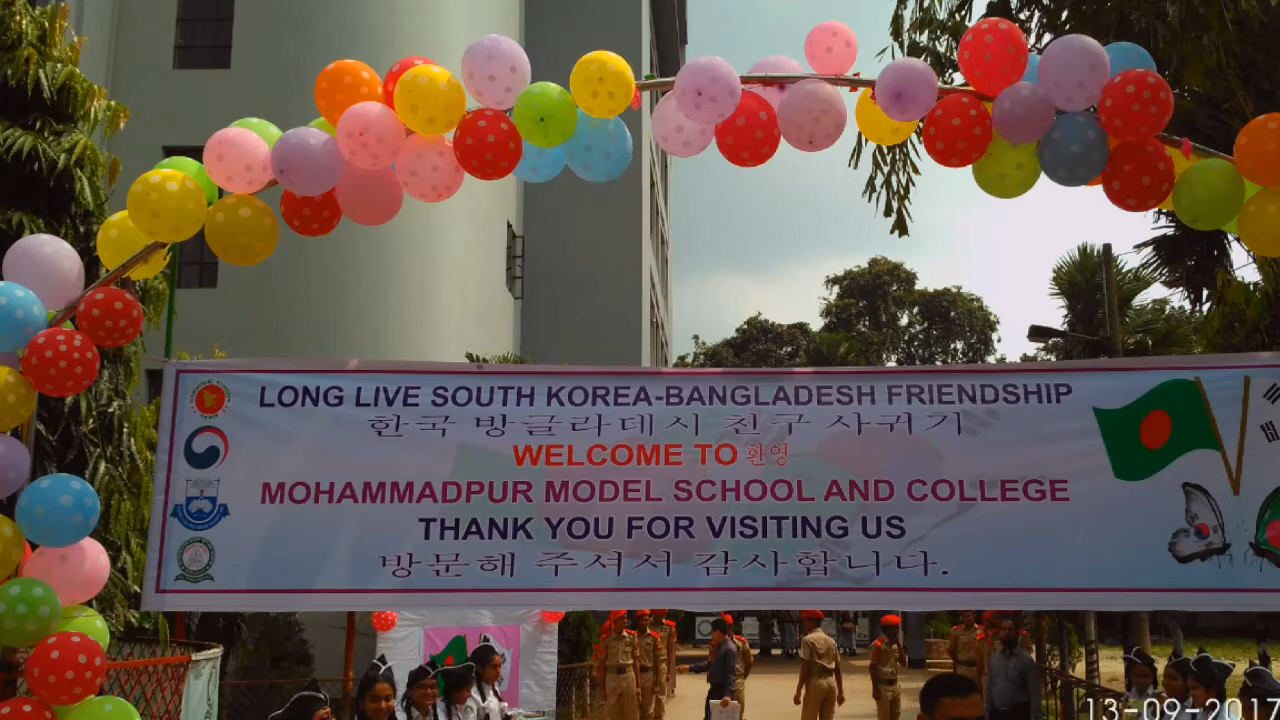 LONG LIVE SOUTH KOREA-BANGLADESH FRIENDSHIP
한국 방글라데시 친구 사귀기
WELCOME TO 환영
MOHAMMADPUR MODEL SCHOOL AND COLLEGE
THANK YOU FOR VISITING US
방문해 주셔서 감사합니다.
13-09-2017